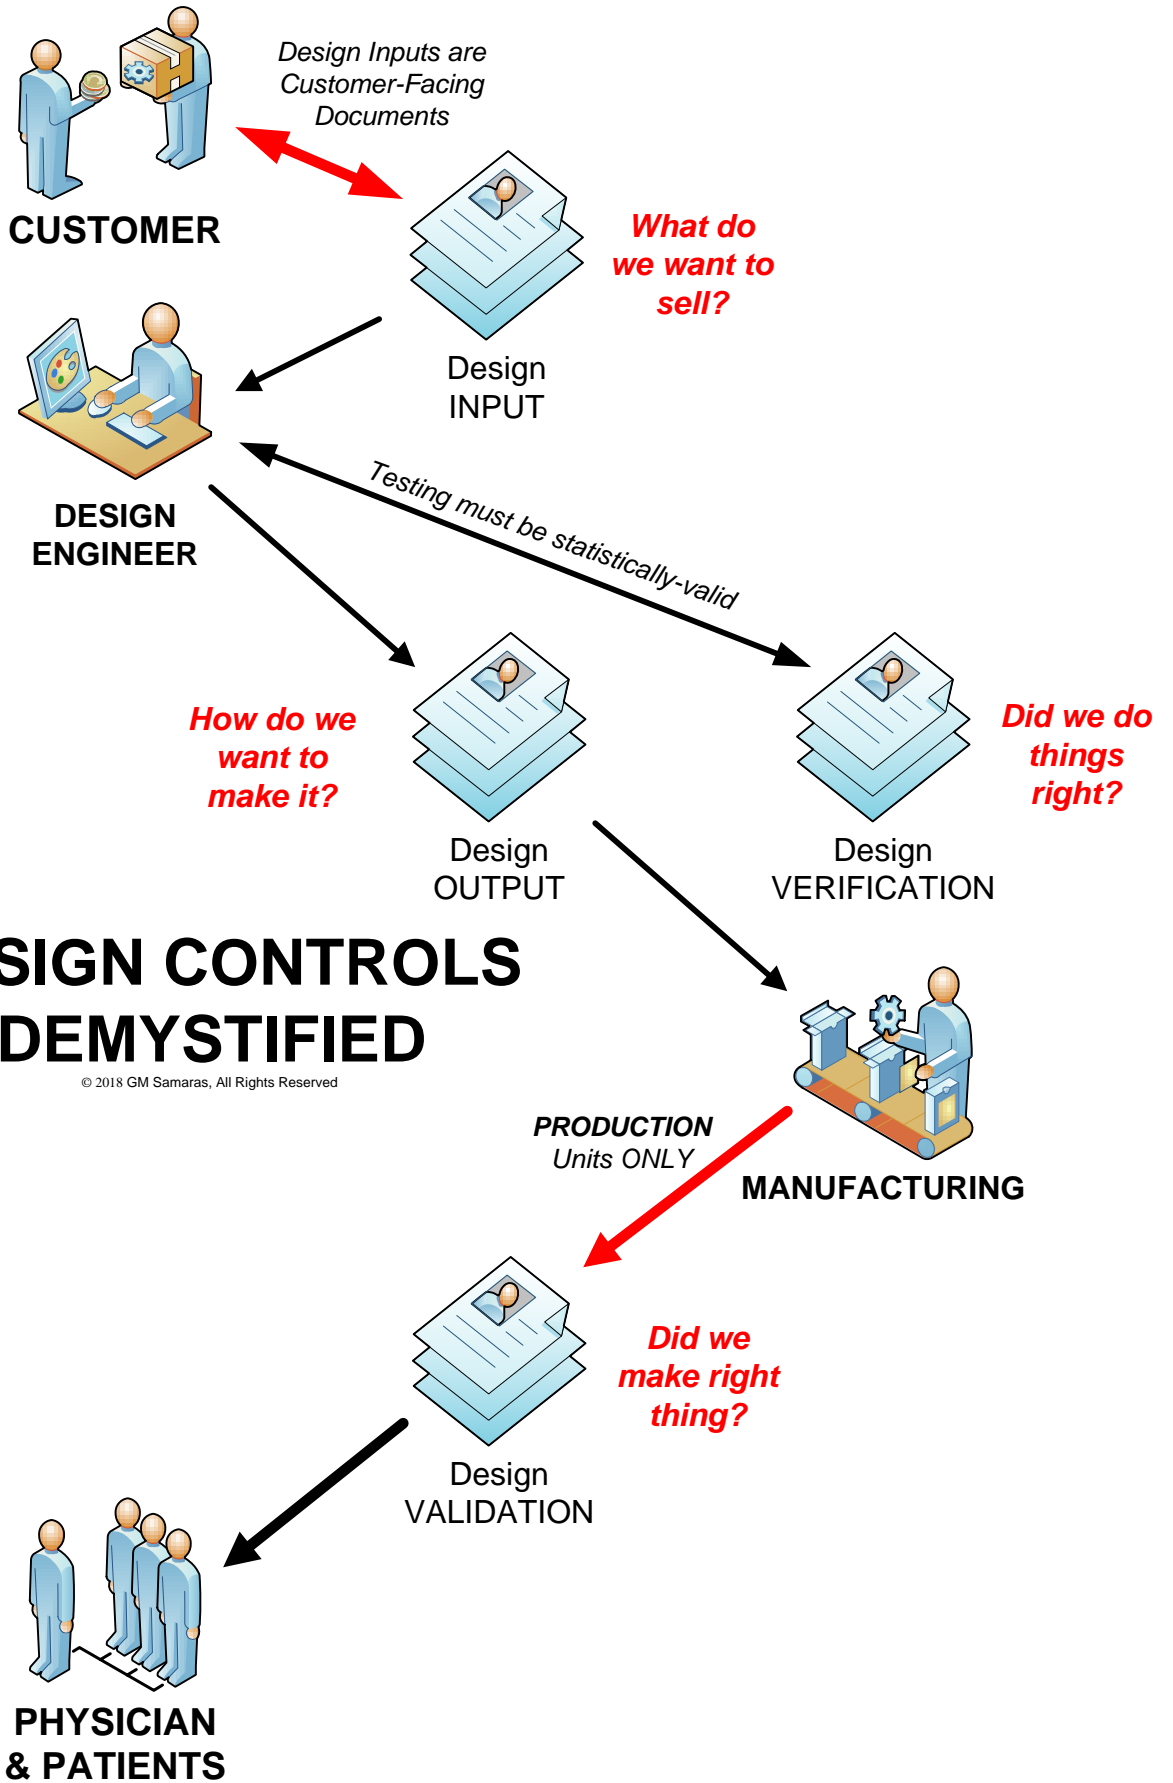 Design Inputs are
Customer-Facing
Documents
CUSTOMER
What do
we want to
sell?
Design
INPUT
DESIGN
ENGINEER
Testing must be statistically-valid
How do we
want to
make it?
Did we do
things
right?
Design
OUTPUT
Design
VERIFICATION
SIGN CONTROLS
DEMYSTIFIED
© 2018 GM Samaras, All Rights Reserved
PRODUCTION
Units ONLY
MANUFACTURING
Did we
make right
thing?
Design
VALIDATION
PHYSICIAN
& PATIENTS